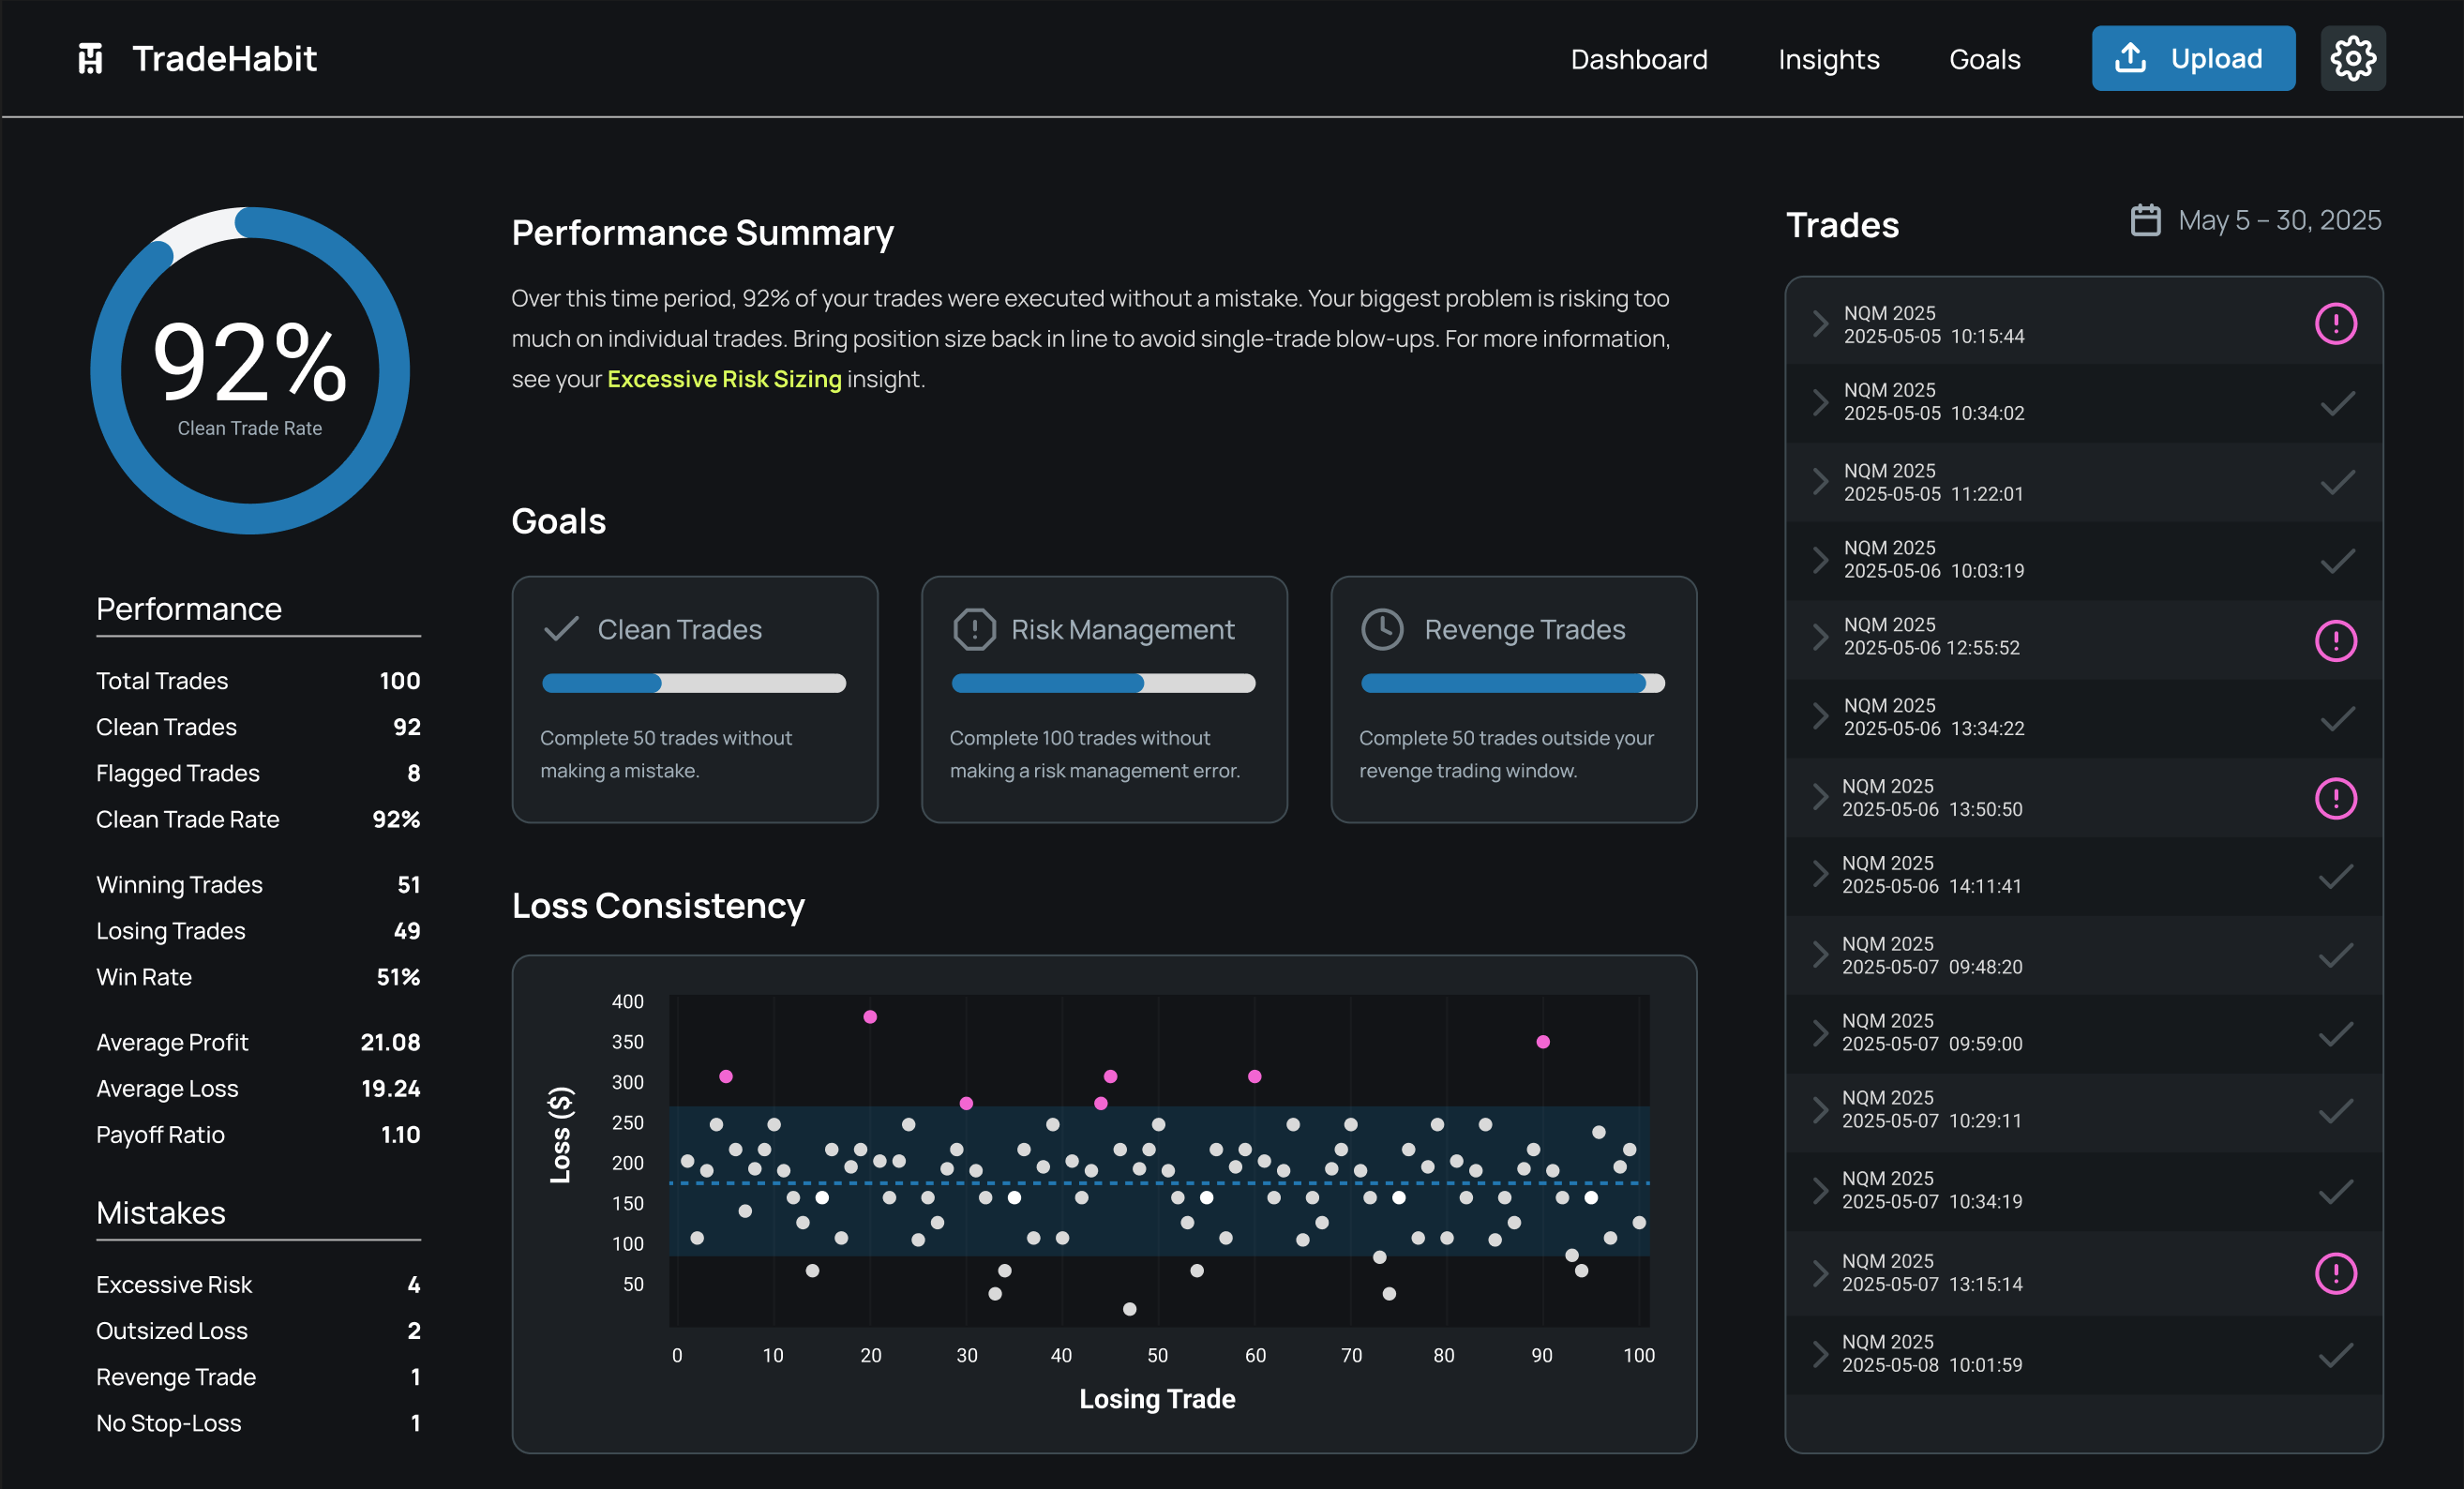 TradeHabit
Dashboard
Insights
Goals
Upload
92%
Clean Trade Rate
Performance
Total Trades 100
Clean Trades 92
Flagged Trades 8
Clean Trade Rate 92%
Winning Trades 51
Losing Trades 49
Win Rate 51%
Average Profit 21.08
Average Loss 19.24
Payoff Ratio 1.10
Mistakes
Excessive Risk 4
Outsized Loss 2
Revenge Trade 1
No Stop-Loss 1
Performance Summary
Over this time period, 92% of your trades were executed without a mistake. Your biggest problem is risking too
much on individual trades. Bring position size back in line to avoid single-trade blow-ups. For more information,
see your Excessive Risk Sizing insight.
Goals
Clean Trades
Complete 50 trades without
making a mistake.
Risk Management
Complete 100 trades without
making a risk management error.
Revenge Trades
Complete 50 trades outside your
revenge trading window.
Loss Consistency
Loss ($)
400
350
300
250
200
150
100
50
0 10 20 30 40 50 60 70 80 90 100
Losing Trade
Trades
May 5 – 30, 2025
NQM 2025
2025-05-05 10:15:44
NQM 2025
2025-05-05 10:34:02
NQM 2025
2025-05-05 11:22:01
NQM 2025
2025-05-06 10:03:19
NQM 2025
2025-05-06 12:55:52
NQM 2025
2025-05-06 13:34:22
NQM 2025
2025-05-06 13:50:50
NQM 2025
2025-05-06 14:11:41
NQM 2025
2025-05-07 09:48:20
NQM 2025
2025-05-07 09:59:00
NQM 2025
2025-05-07 10:29:11
NQM 2025
2025-05-07 10:34:19
NQM 2025
2025-05-07 13:15:14
NQM 2025
2025-05-08 10:01:59